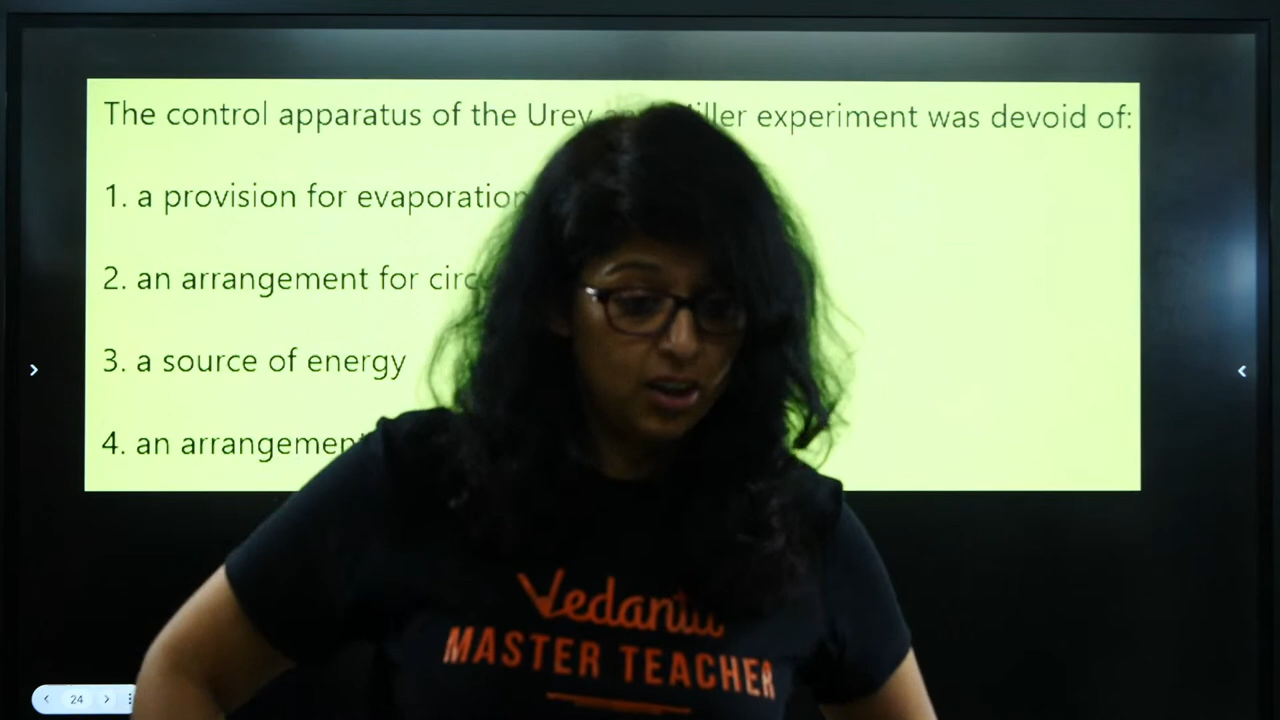 The control apparatus of the Urey and Miller experiment was devoid of:
1. a provision for evaporation
2. an arrangement for
3. a source of energy
4. an arrangement
Vedantu
MASTER TEACHER
24